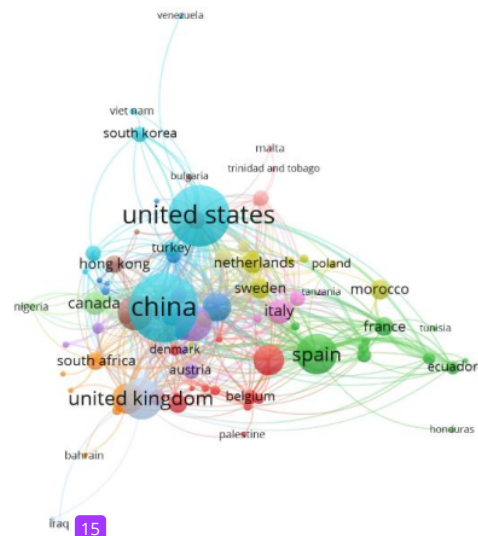 venezuela
viet nam
south korea
malta
trinidad and tobago
bulgaria
united states
turkey
hong kong
netherlands
poland
sweden
tanzania
morocco
nigeria
canada
china
italy
france
tunisia
denmark
spain
south africa
austria
ecuador
united kingdom
belgium
palestine
honduras
bahrain
iraq
15